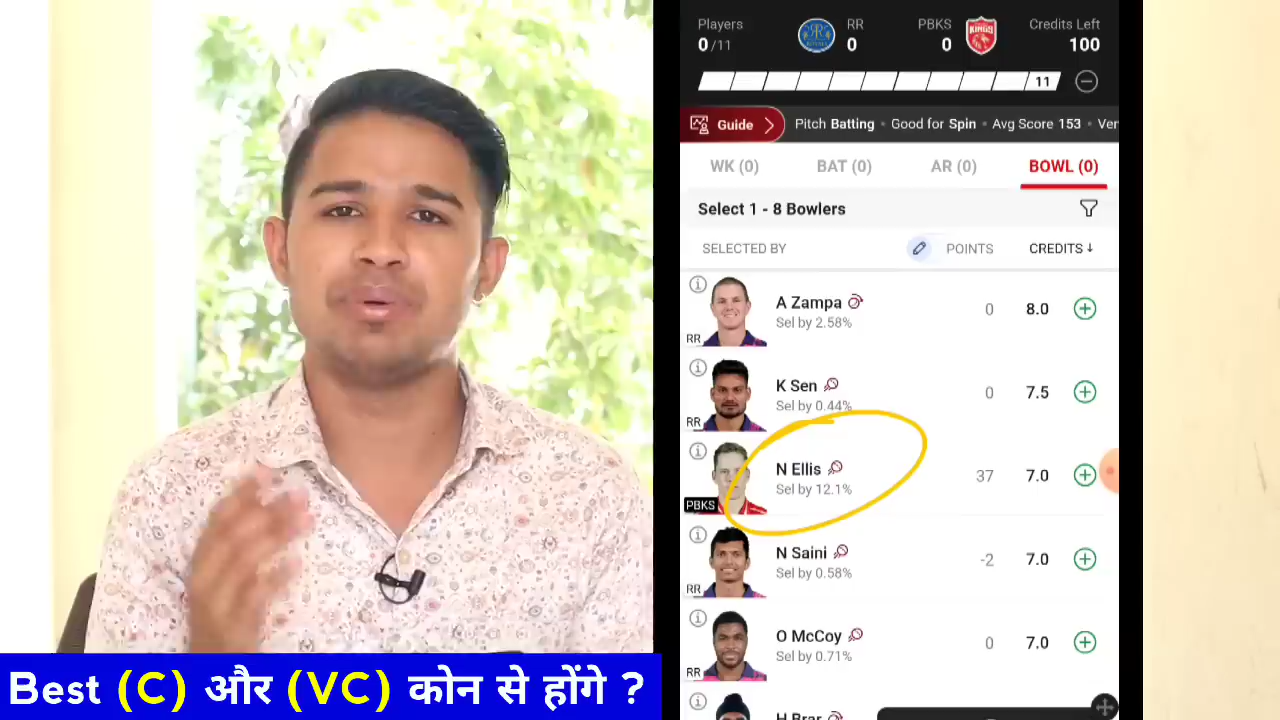 Players
0/11
RR
0
PBKS
0
Credits Left
100
11
Guide
Pitch Batting • Good for Spin • Avg Score 153 • Ver
WK (0)
BAT (0)
AR (0)
BOWL (0)
Select 1 - 8 Bowlers
SELECTED BY
POINTS
CREDITS↓
A Zampa
Sel by 2.58%
RR
0
8.0
K Sen
Sel by 0.44%
RR
0
7.5
N Ellis
Sel by 12.1%
PBKS
37
7.0
N Saini
Sel by 0.58%
RR
-2
7.0
O McCoy
Sel by 0.71%
RR
0
7.0
H Brar
Best (C) और (VC) कोन से होंगे ?